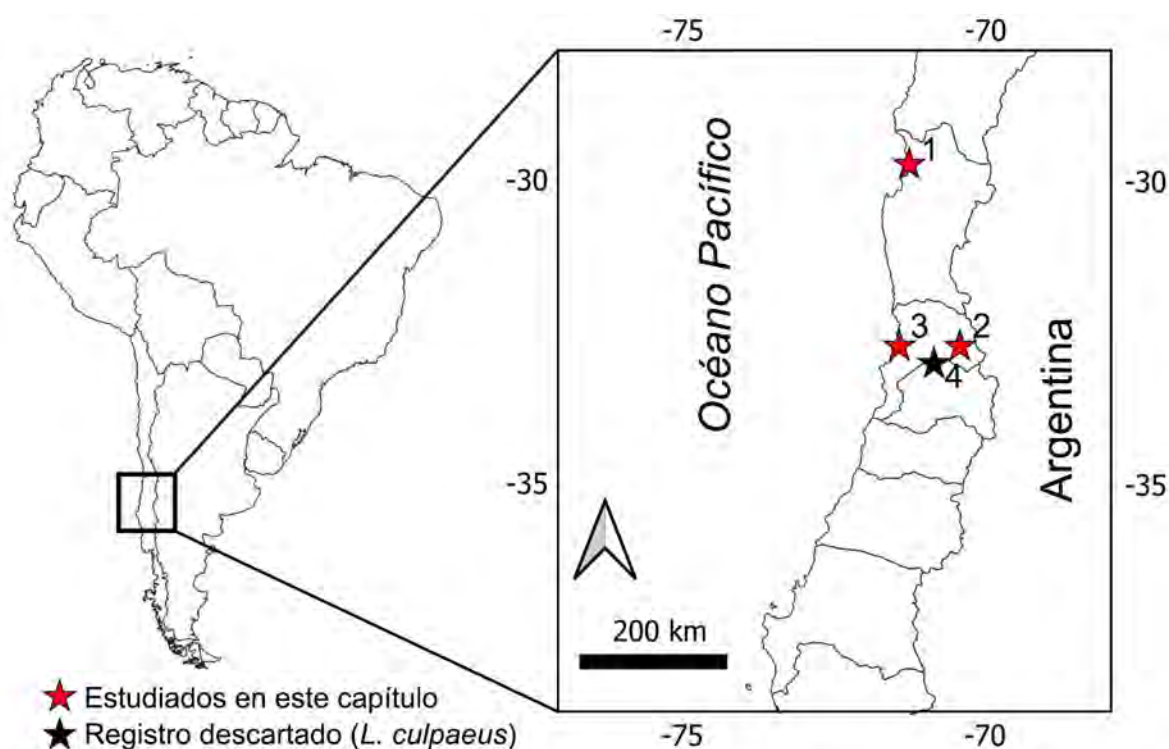 -75
-70
-30
-30
1
Océano Pacífico
Argentina
3
2
4
-35
-35
200 km
-75
-70
Estudiados en este capítulo
Registro descartado (L. culpaeus)